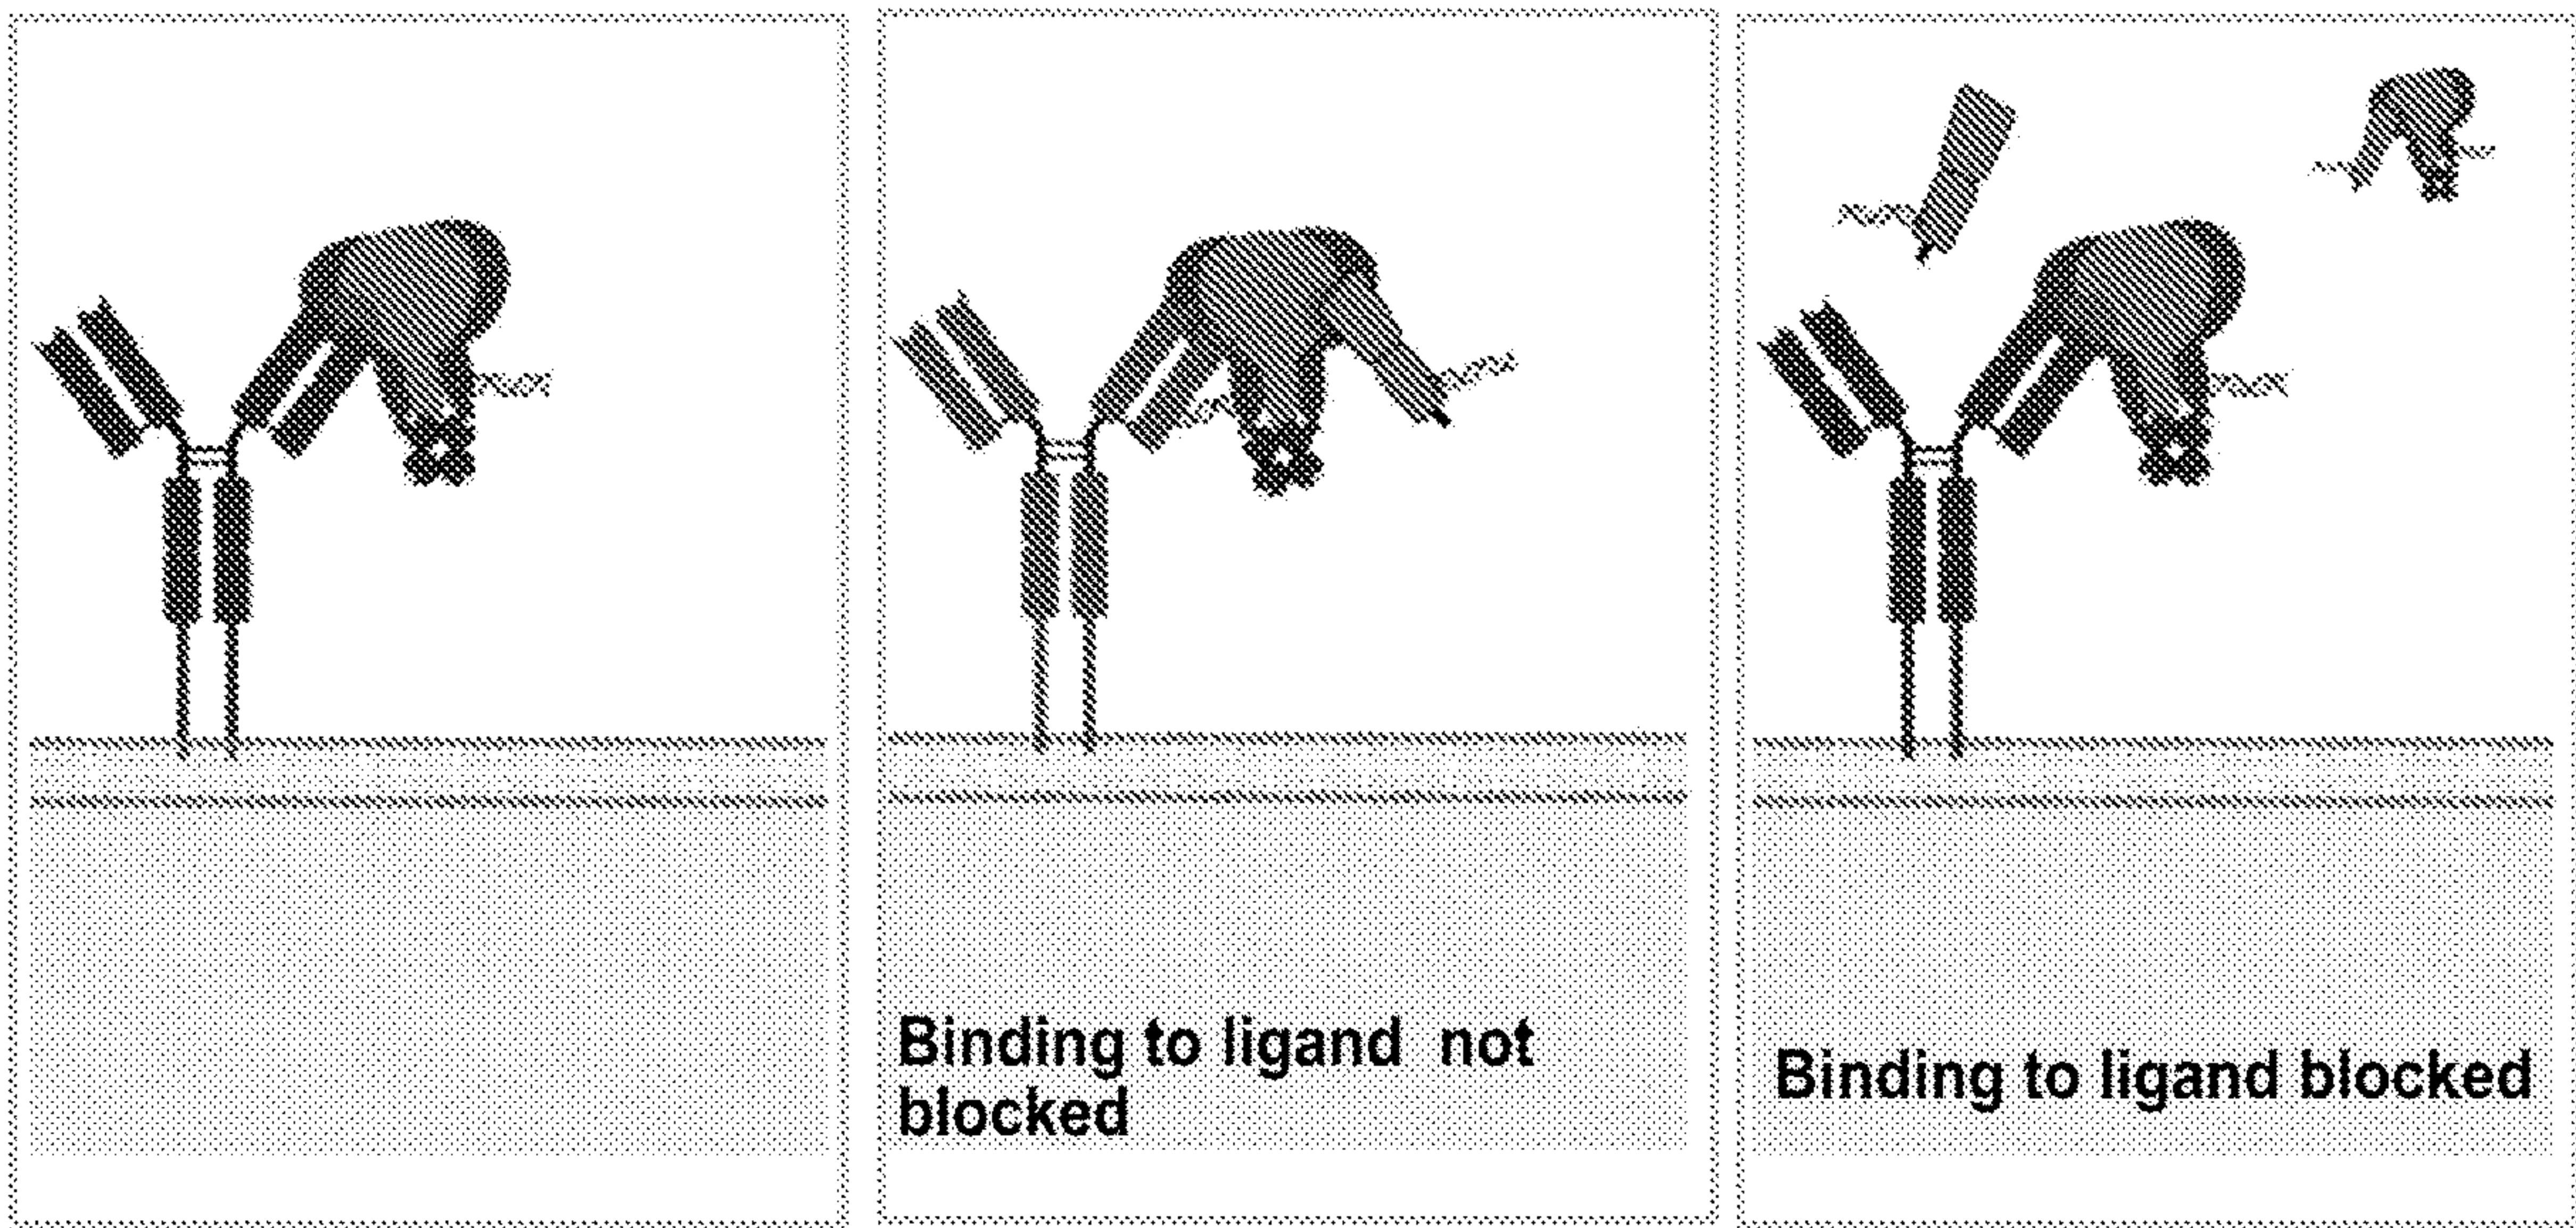 Binding to ligand not
blocked
Binding to ligand blocked